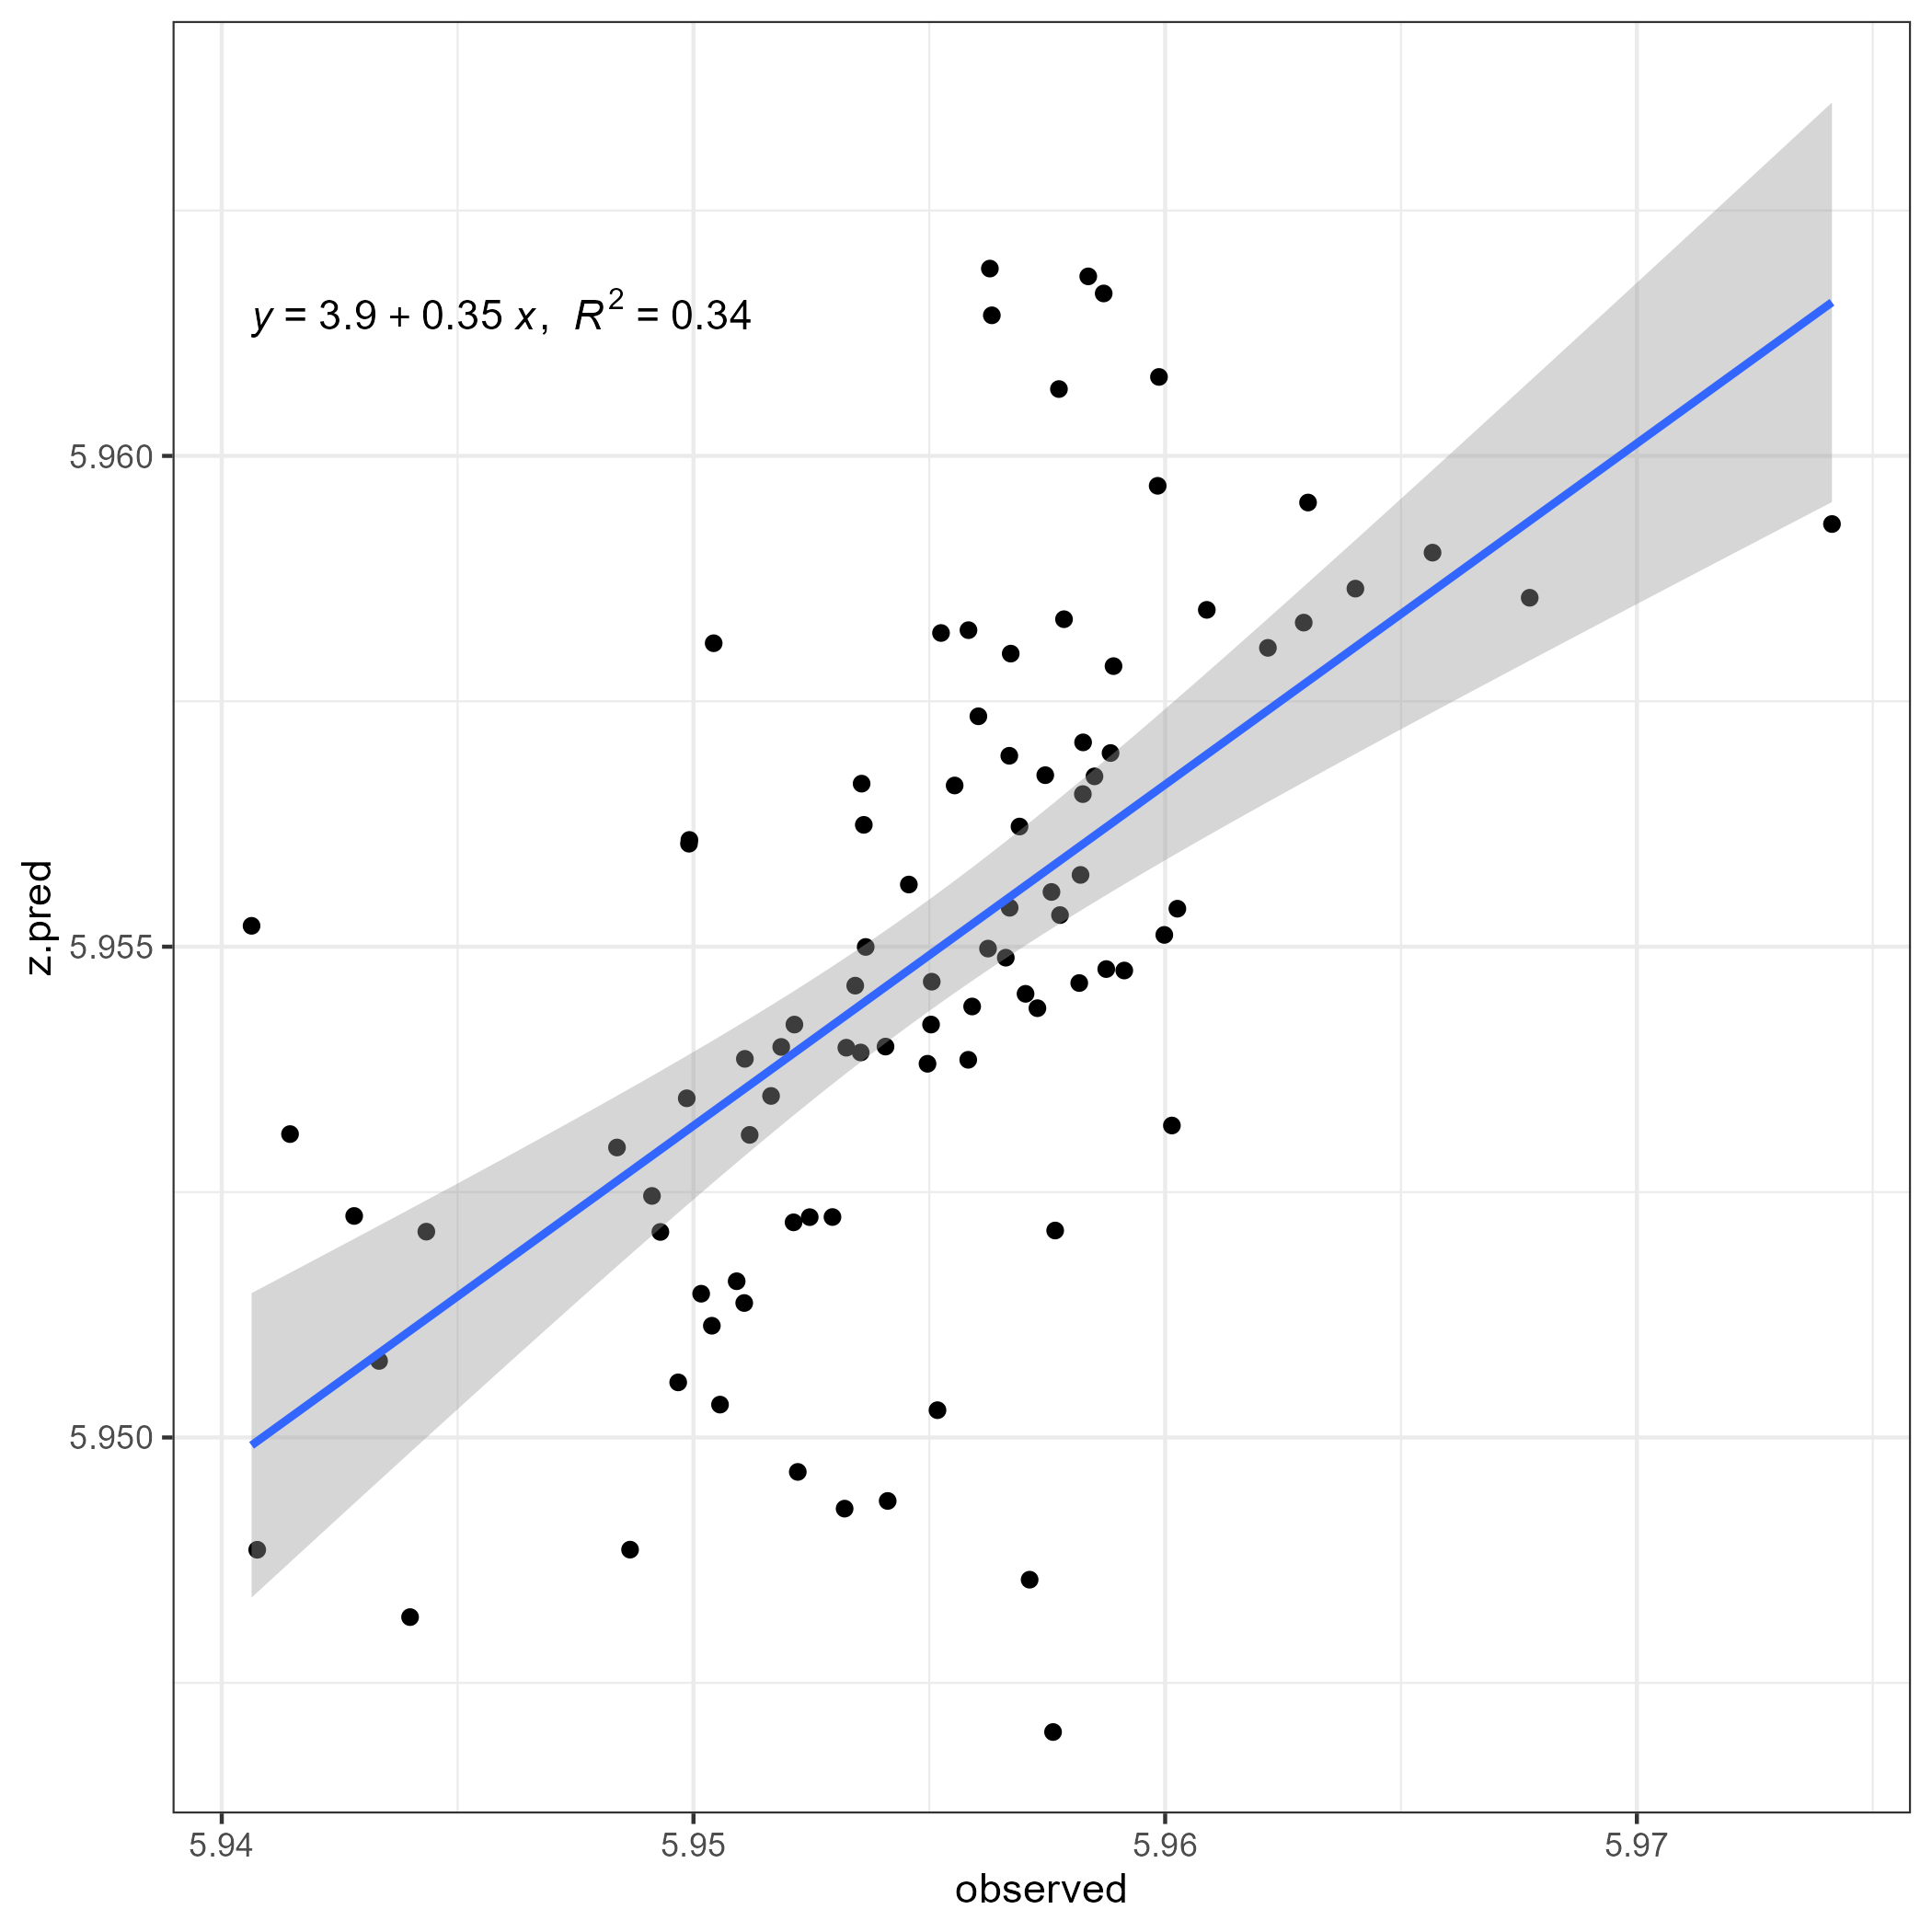 y = 3.9 + 0.35 x, R² = 0.34
5.960
5.955
5.950
z.pred
5.94 5.95 5.96 5.97
observed